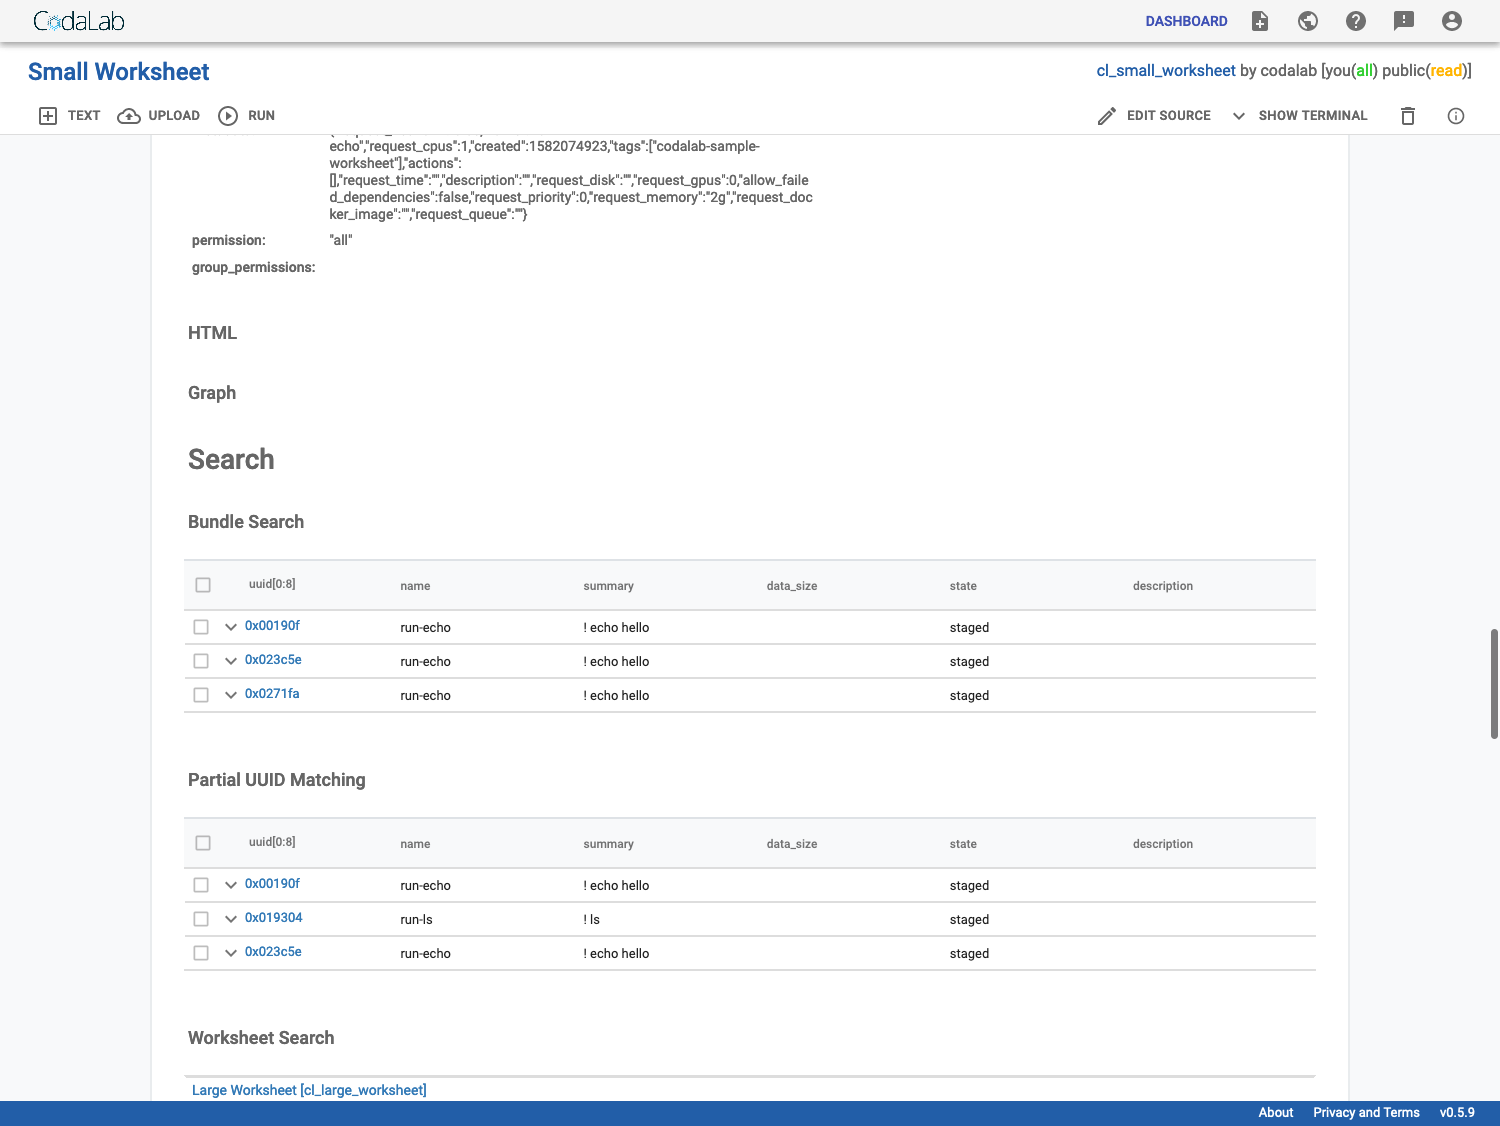 CodaLab
DASHBOARD
Small Worksheet
cl_small_worksheet by codalab [you(all) public(read)]
TEXT
UPLOAD
RUN
EDIT SOURCE
SHOW TERMINAL
echo","request_cpus":1,"created":1582074923,"tags":["codalab-sample-
worksheet"],"actions":
[],"request_time":"","description":"","request_disk":"","request_gpus":0,"allow_faile
d_dependencies":false,"request_priority":0,"request_memory":"2g","request_doc
ker_image":"","request_queue":""}
permission: "all"
group_permissions:
HTML
Graph
Search
Bundle Search
uuid[0:8] name summary data_size state description
0x00190f run-echo ! echo hello staged
0x023c5e run-echo ! echo hello staged
0x0271fa run-echo ! echo hello staged
Partial UUID Matching
uuid[0:8] name summary data_size state description
0x00190f run-echo ! echo hello staged
0x019304 run-ls ! ls staged
0x023c5e run-echo ! echo hello staged
Worksheet Search
Large Worksheet [cl_large_worksheet]
About Privacy and Terms v0.5.9